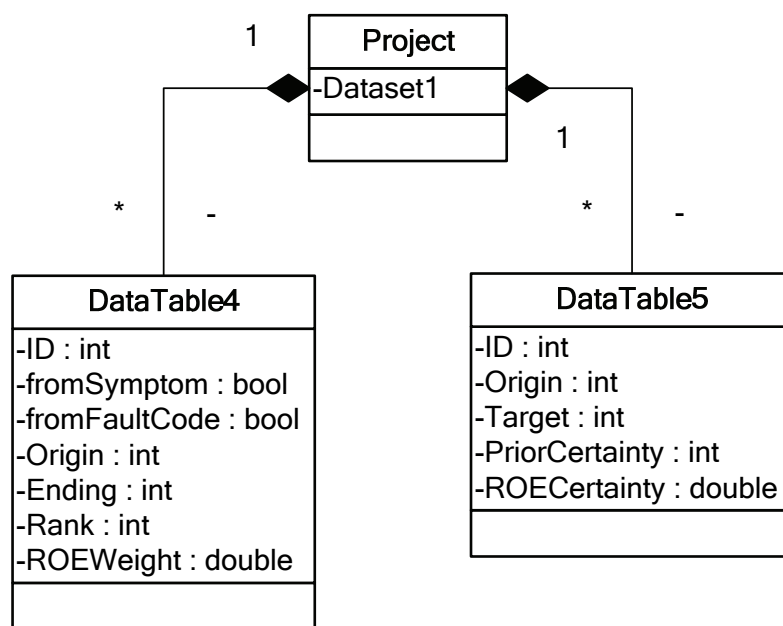 1
Project
-Dataset1
1
*
-
*
-
DataTable4
-ID : int
-fromSymptom : bool
-fromFaultCode : bool
-Origin : int
-Ending : int
-Rank : int
-ROEWeight : double
DataTable5
-ID : int
-Origin : int
-Target : int
-PriorCertainty : int
-ROECertainty : double